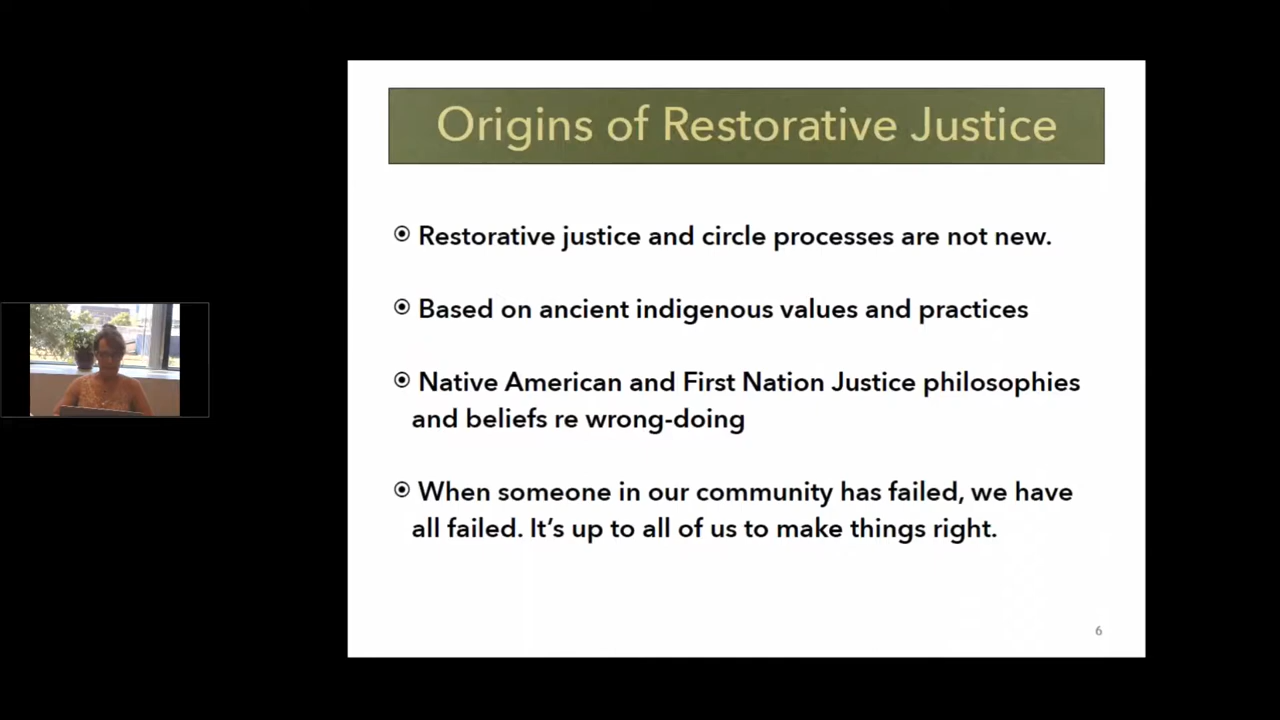 Origins of Restorative Justice
Restorative justice and circle processes are not new.
Based on ancient indigenous values and practices
Native American and First Nation Justice philosophies
and beliefs re wrong-doing
When someone in our community has failed, we have
all failed. It’s up to all of us to make things right.
6